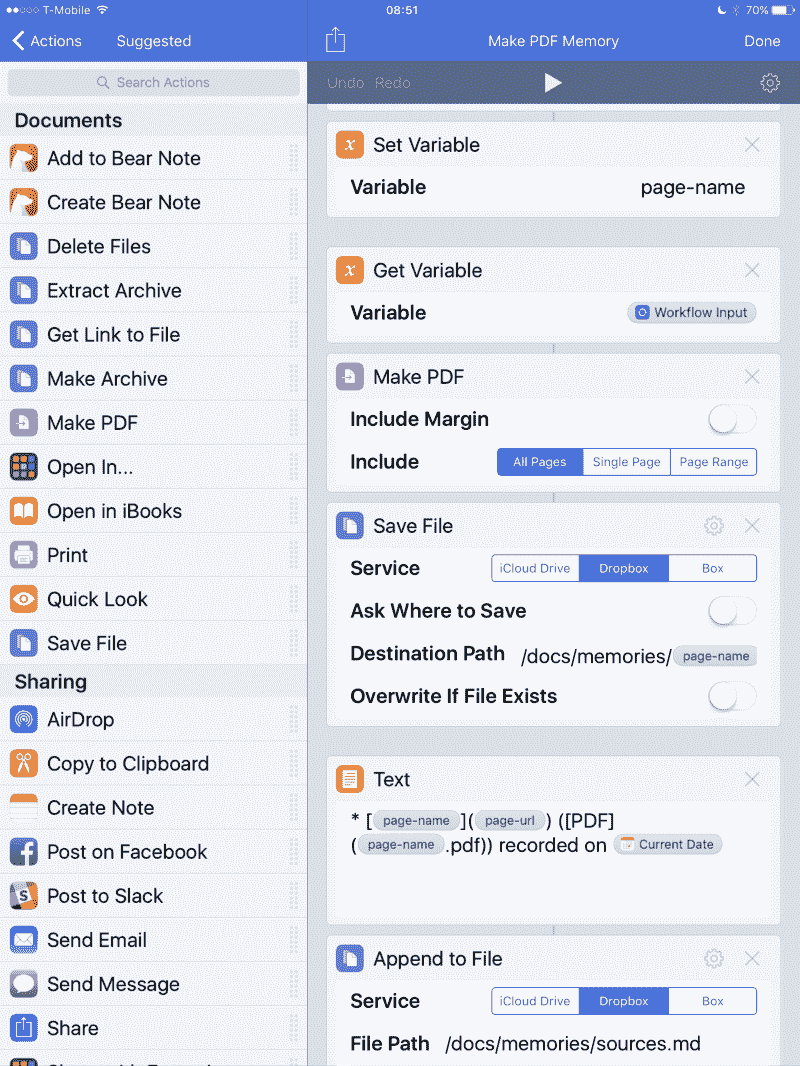 T-Mobile 08:51 70%
Actions Suggested
Make PDF Memory Done
Search Actions
Undo Redo
Documents
Add to Bear Note
Create Bear Note
Delete Files
Extract Archive
Get Link to File
Make Archive
Make PDF
Open In...
Open in iBooks
Print
Quick Look
Save File
Sharing
AirDrop
Copy to Clipboard
Create Note
Post on Facebook
Post to Slack
Send Email
Send Message
Share
Set Variable
Variable page-name
Get Variable
Variable Workflow Input
Make PDF
Include Margin
Include All Pages Single Page Page Range
Save File
Service iCloud Drive Dropbox Box
Ask Where to Save
Destination Path /docs/memories/ page-name
Overwrite If File Exists
Text
* [ page-name ]( page-url ) ([PDF]
( page-name .pdf)) recorded on Current Date
Append to File
Service iCloud Drive Dropbox Box
File Path /docs/memories/sources.md